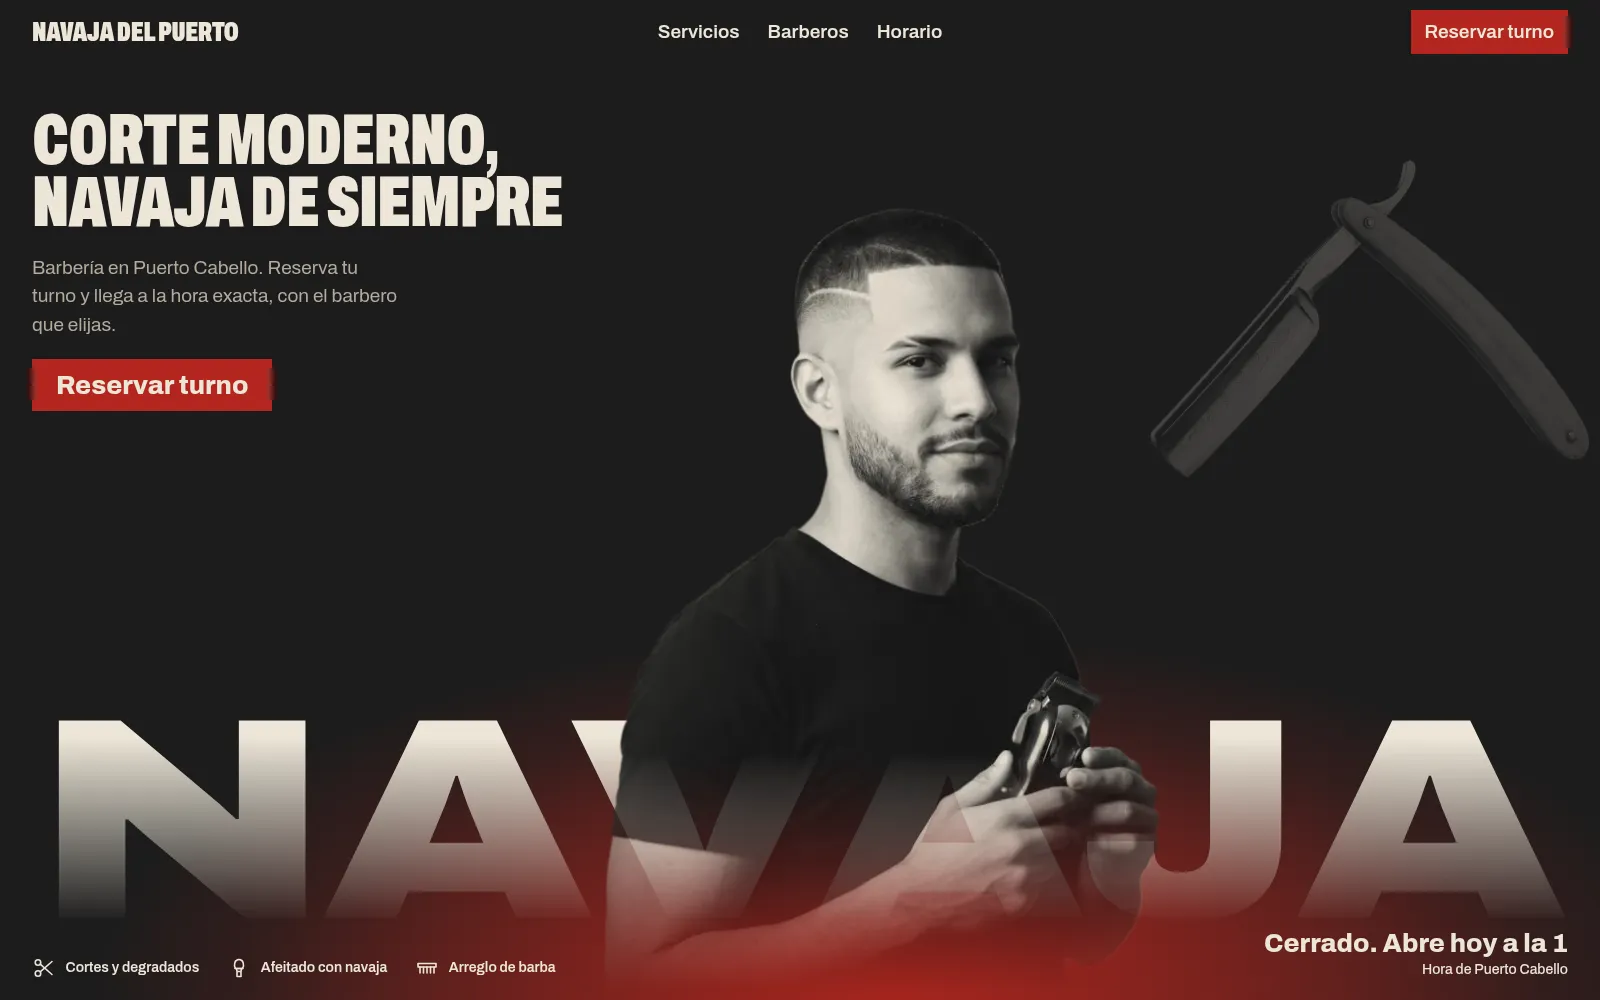 NAVAJA DEL PUERTO
Servicios
Barberos
Horario
Reservar turno
CORTE MODERNO,
NAVAJA DE SIEMPRE
Barbería en Puerto Cabello. Reserva tu
turno y llega a la hora exacta, con el barbero
que elijas.
Reservar turno
NAVAJA
Cortes y degradados
Afeitado con navaja
Arreglo de barba
Cerrado. Abre hoy a la 1
Hora de Puerto Cabello